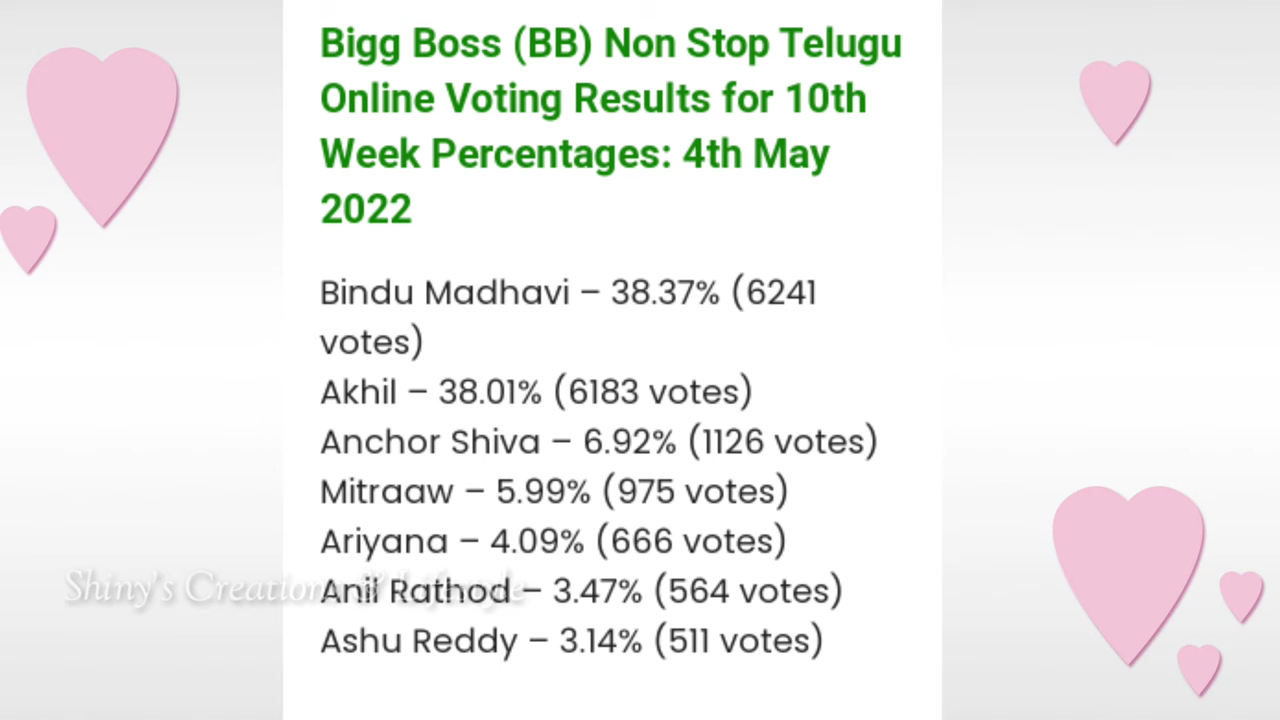 Bigg Boss (BB) Non Stop Telugu
Online Voting Results for 10th
Week Percentages: 4th May
2022
Bindu Madhavi – 38.37% (6241
votes)
Akhil – 38.01% (6183 votes)
Anchor Shiva – 6.92% (1126 votes)
Mitraaw – 5.99% (975 votes)
Ariyana – 4.09% (666 votes)
Shiny's Creations & Lifestyle
Anil Rathod – 3.47% (564 votes)
Ashu Reddy – 3.14% (511 votes)